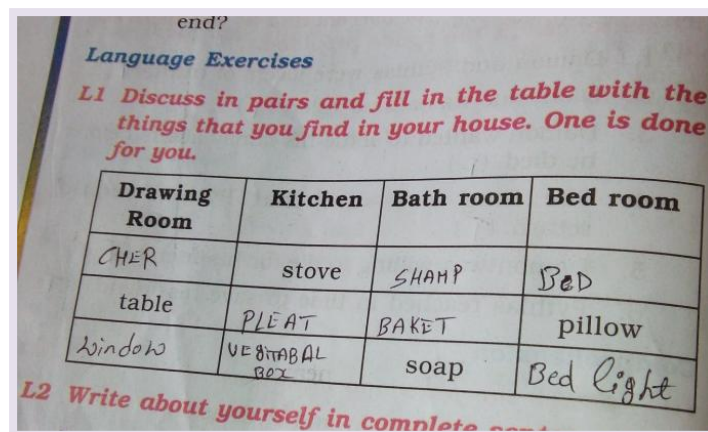 end?
Language Exercises
L1 Discuss in pairs and fill in the table with the
things that you find in your house. One is done
for you.
Drawing Room Kitchen Bath room Bed room
CHER stove SHAMP BeD
table PLEAT BAKET pillow
window VEGITABAL BOX soap Bed light
L2 Write about yourself in complete